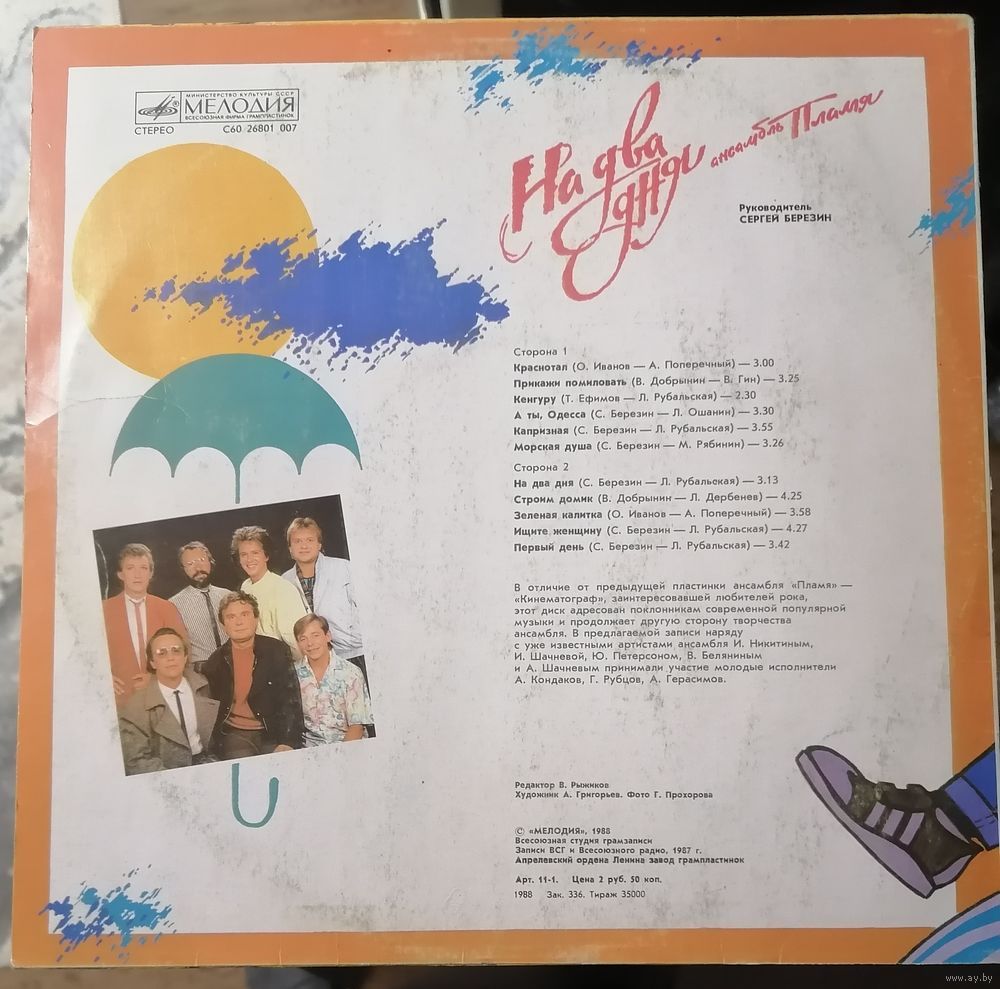 МИНИСТЕРСТВО КУЛЬТУРЫ СССР
МЕЛОДИЯ
ВСЕСОЮЗНАЯ ФИРМА ГРАМПЛАСТИНОК
СТЕРЕО С60 26801 007
На два дня ансамбль Пламя
Руководитель
СЕРГЕЙ БЕРЕЗИН
Сторона 1
Краснотал (О. Иванов — А. Поперечный) — 3.00
Прикажи помиловать (В. Добрынин — В. Гин) — 3.25
Кенгуру (Т. Ефимов — Л. Рубальская) — 2.30
А ты, Одесса (С. Березин — Л. Ошанин) — 3.30
Капризная (С. Березин — Л. Рубальская) — 3.55
Морская душа (С. Березин — М. Рябинин) — 3.26
Сторона 2
На два дня (С. Березин — Л. Рубальская) — 3.13
Строим домик (В. Добрынин — Л. Дербенев) — 4.25
Зеленая калитка (О. Иванов — А. Поперечный) — 3.58
Ищите женщину (С. Березин — Л. Рубальская) — 4.27
Первый день (С. Березин — Л. Рубальская) — 3.42
В отличие от предыдущей пластинки ансамбля «Пламя» —
«Кинематограф», заинтересовавшей любителей рока,
этот диск адресован поклонникам современной популярной
музыки и продолжает другую сторону творчества
ансамбля. В предлагаемой записи наряду
с уже известными артистами ансамбля И. Никитиным,
И. Шачневой, Ю. Петерсоном, В. Беляниным
и А. Шачневым принимали участие молодые исполнители
А. Кондаков, Г. Рубцов, А. Герасимов.
Редактор В. Рыжиков
Художник А. Григорьев. Фото Г. Прохорова
© «МЕЛОДИЯ», 1988
Всесоюзная студия грамзаписи
Записи ВСГ и Всесоюзного радио, 1987 г.
Апрелевский ордена Ленина завод грампластинок
Арт. 11-1. Цена 2 руб. 50 коп.
1988 Зак. 336. Тираж 35000
www.ay.by